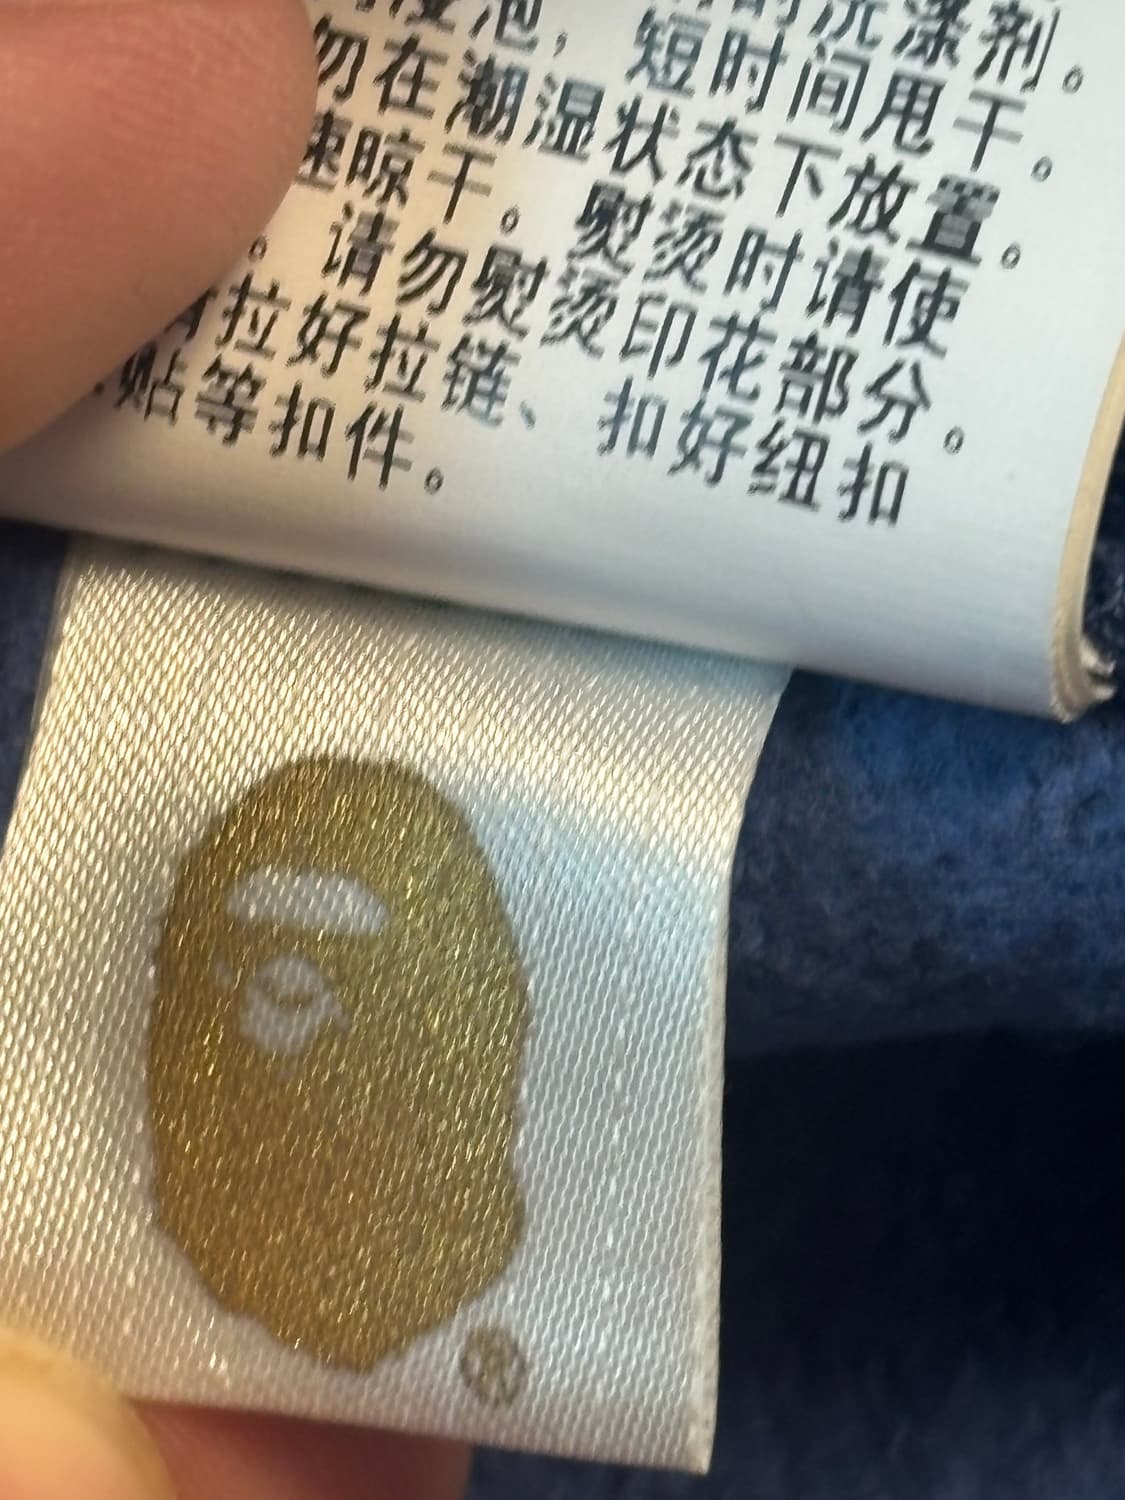 浸泡，短时间甩干。
勿在潮湿状态下放置。
速晾干。熨烫时请使
。请勿熨烫印花部分。
拉好拉链、扣好纽扣
贴等扣件。
®